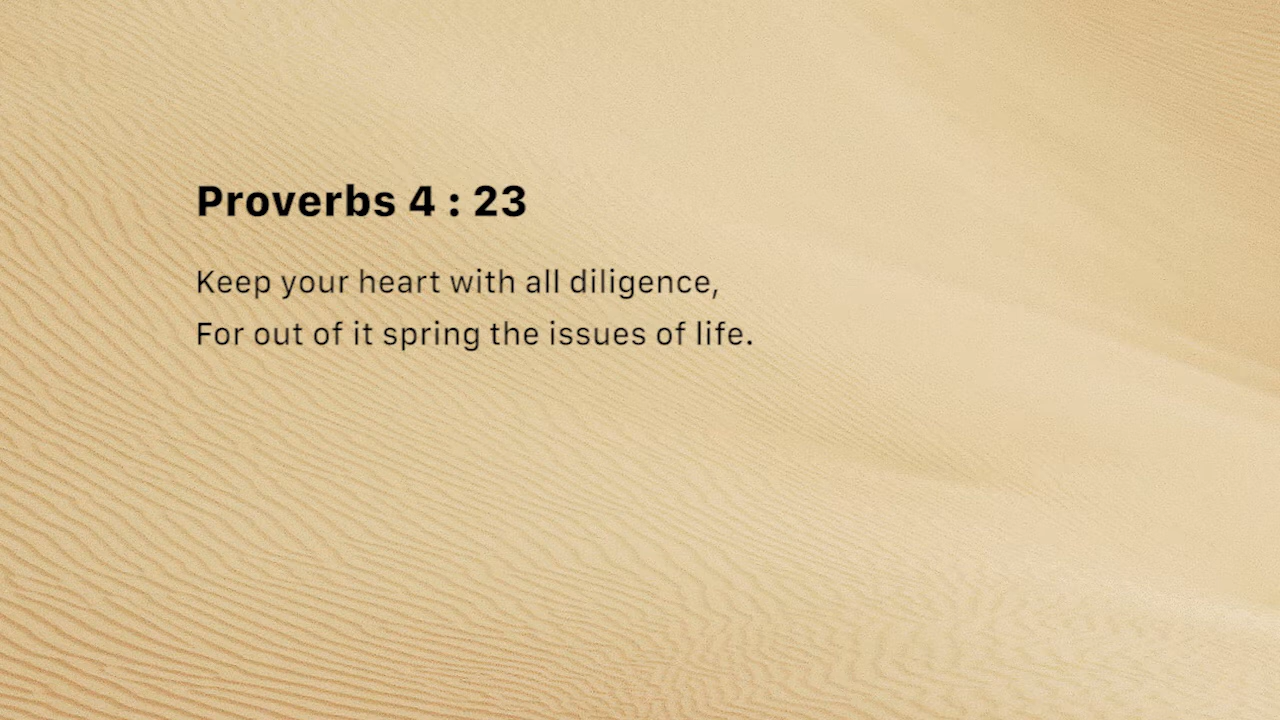 Proverbs 4 : 23
Keep your heart with all diligence,
For out of it spring the issues of life.